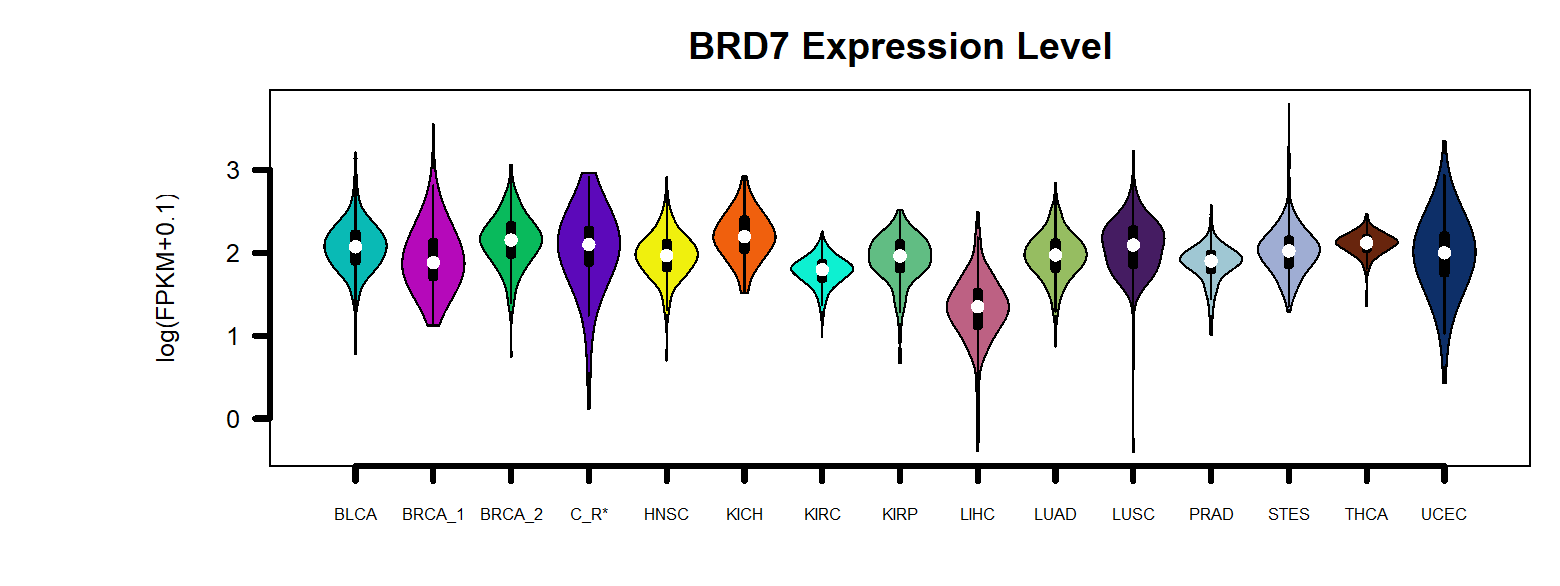 BRD7 Expression Level
log(FPKM+0.1)
3
2
1
0
BLCA BRCA_1 BRCA_2 C_R* HNSC KICH KIRC KIRP LIHC LUAD LUSC PRAD STES THCA UCEC